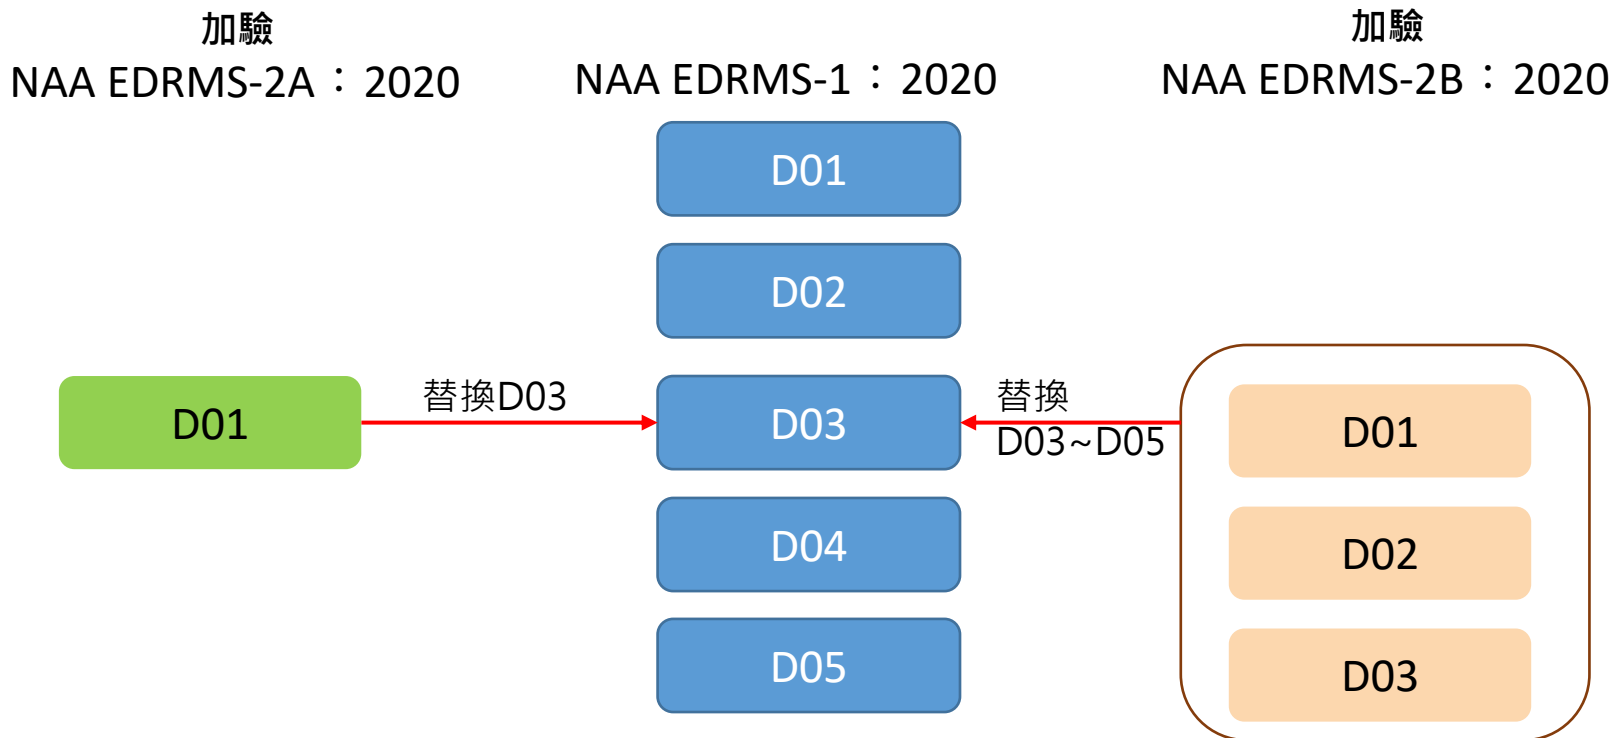 加驗
NAA EDRMS-2A：2020
NAA EDRMS-1：2020
加驗
NAA EDRMS-2B：2020
D01
D02
D01
替換D03
D03
替換
D03~D05
D04
D05
D01
D02
D03